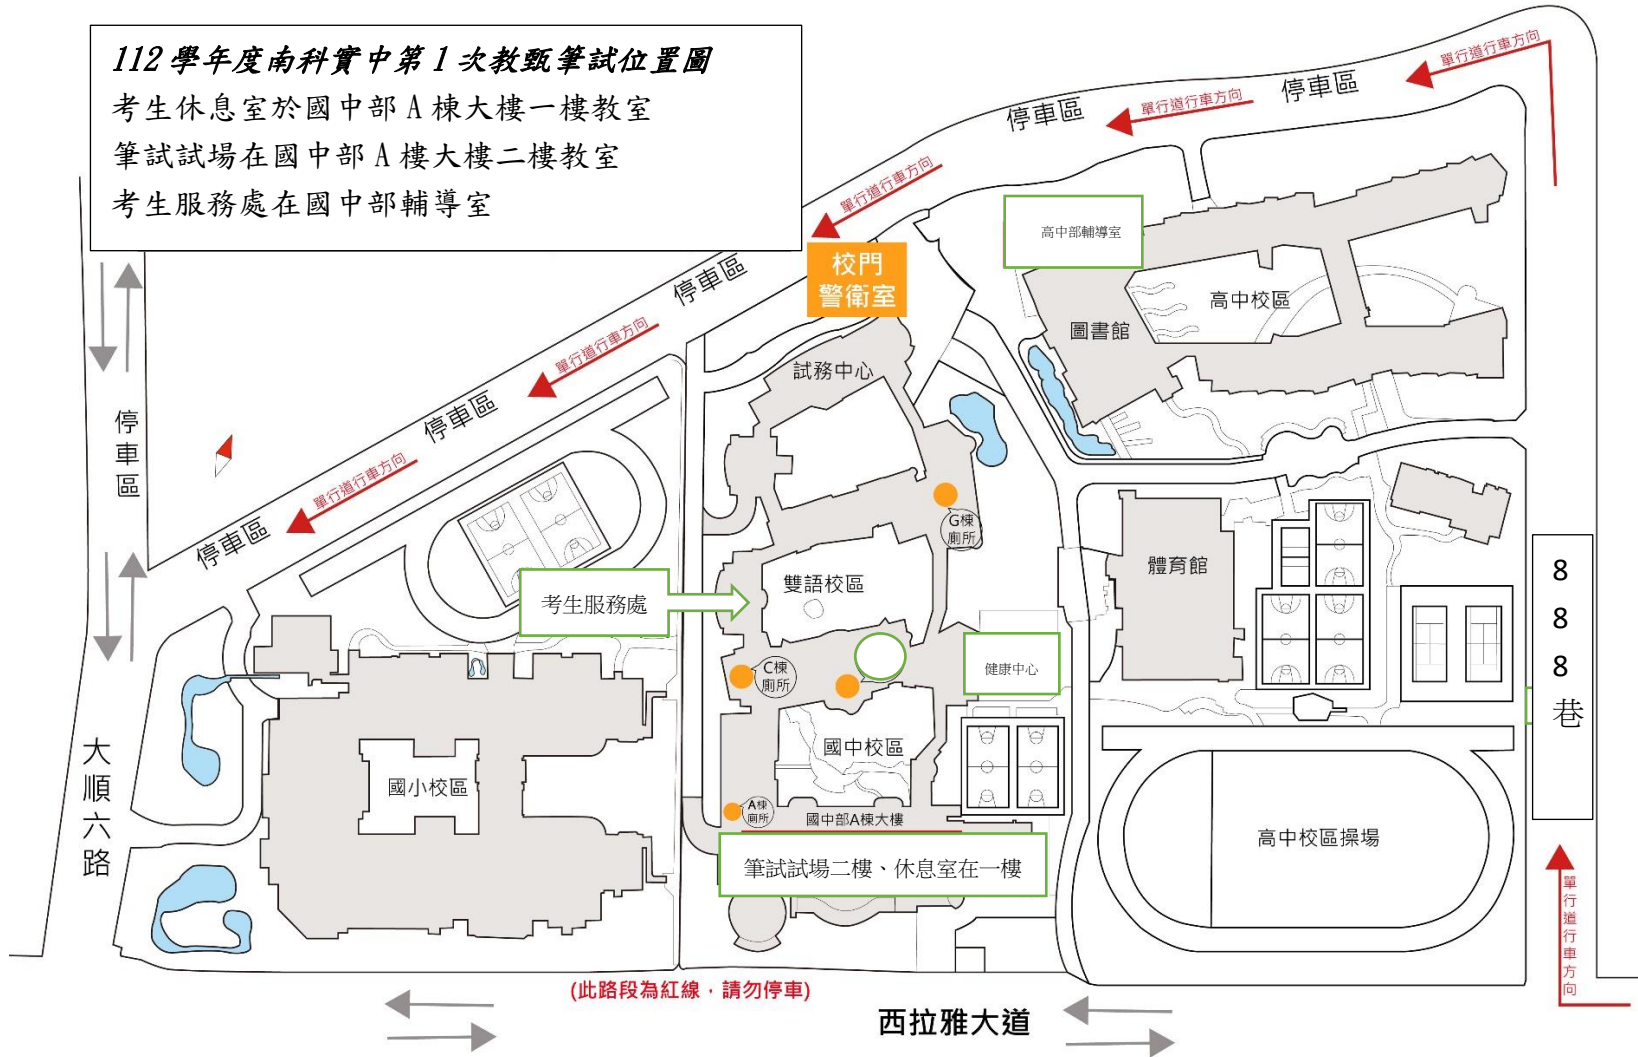 112學年度南科實中第1次教甄筆試位置圖
考生休息室於國中部A棟大樓一樓教室
筆試試場在國中部A樓大樓二樓教室
考生服務處在國中部輔導室
單行道行車方向
停車區
單行道行車方向
停車區
單行道行車方向
校門
警衛室
停車區
單行道行車方向
停車區
單行道行車方向
停車區
停車區
高中部輔導室
高中校區
圖書館
試務中心
G棟
廁所
雙語校區
體育館
考生服務處
C棟
廁所
健康中心
888巷
國中校區
國小校區
A棟
廁所
國中部A棟大樓
筆試試場二樓、休息室在一樓
高中校區操場
大順六路
單行道行車方向
(此路段為紅線，請勿停車)
西拉雅大道